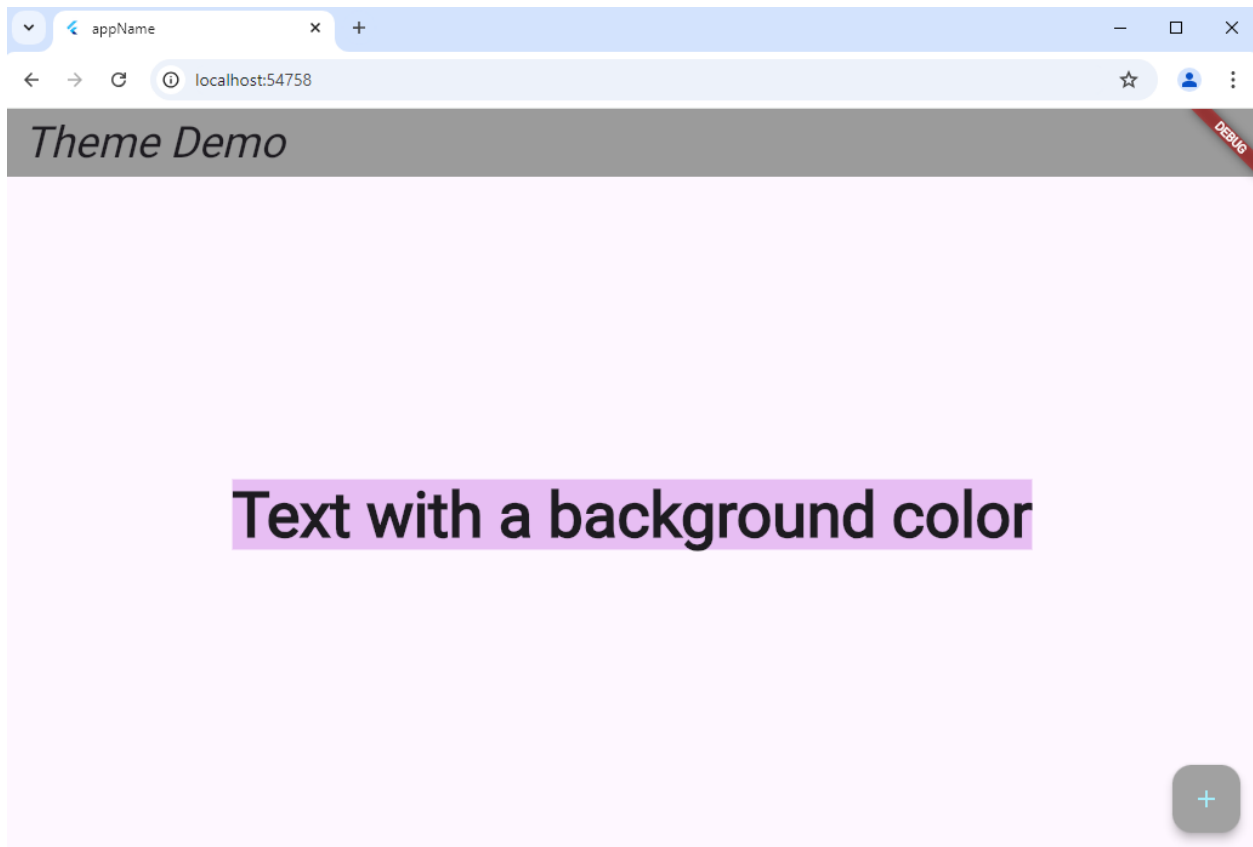 appName
localhost:54758
Theme Demo
DEBUG
Text with a background color